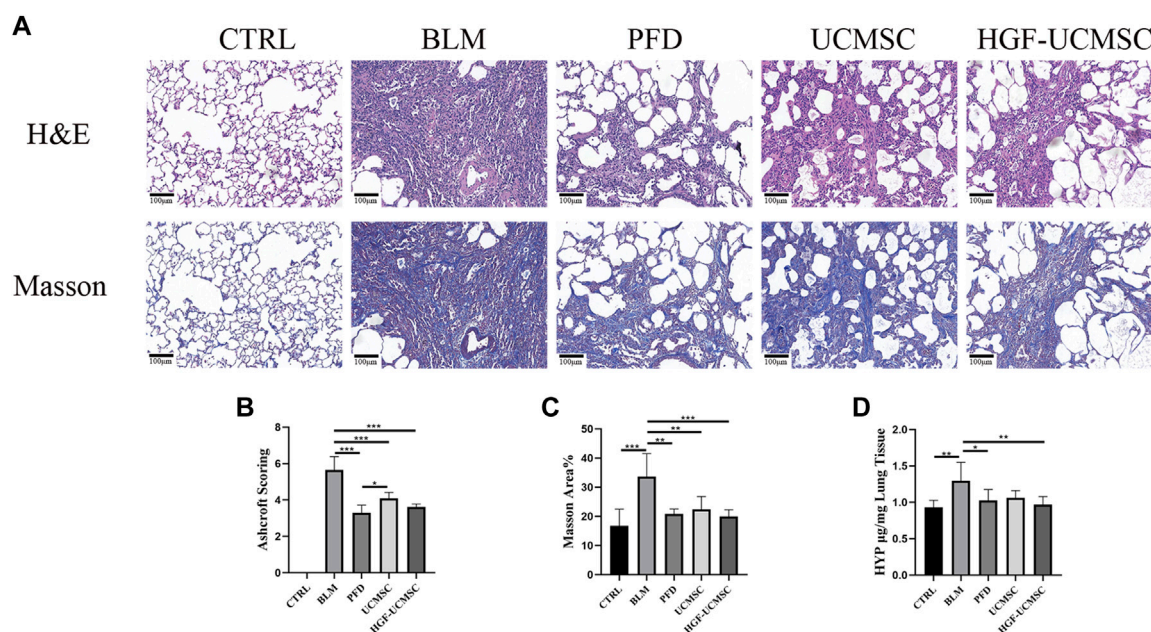 A
CTRL BLM PFD UCMSC HGF-UCMSC
H&E
100μm 100μm 100μm 100μm 100μm
Masson
100μm 100μm 100μm 100μm 100μm
B
Ashcroft Scoring
8
6
4
2
0
***
***
***
*
CTRL
BLM
PFD
UCMSC
HGF-UCMSC
C
Masson Area%
50
40
30
20
10
0
***
**
***
**
CTRL
BLM
PFD
UCMSC
HGF-UCMSC
D
HYP μg/mg Lung Tissue
2.0
1.5
1.0
0.5
0.0
**
**
*
CTRL
BLM
PFD
UCMSC
HGF-UCMSC